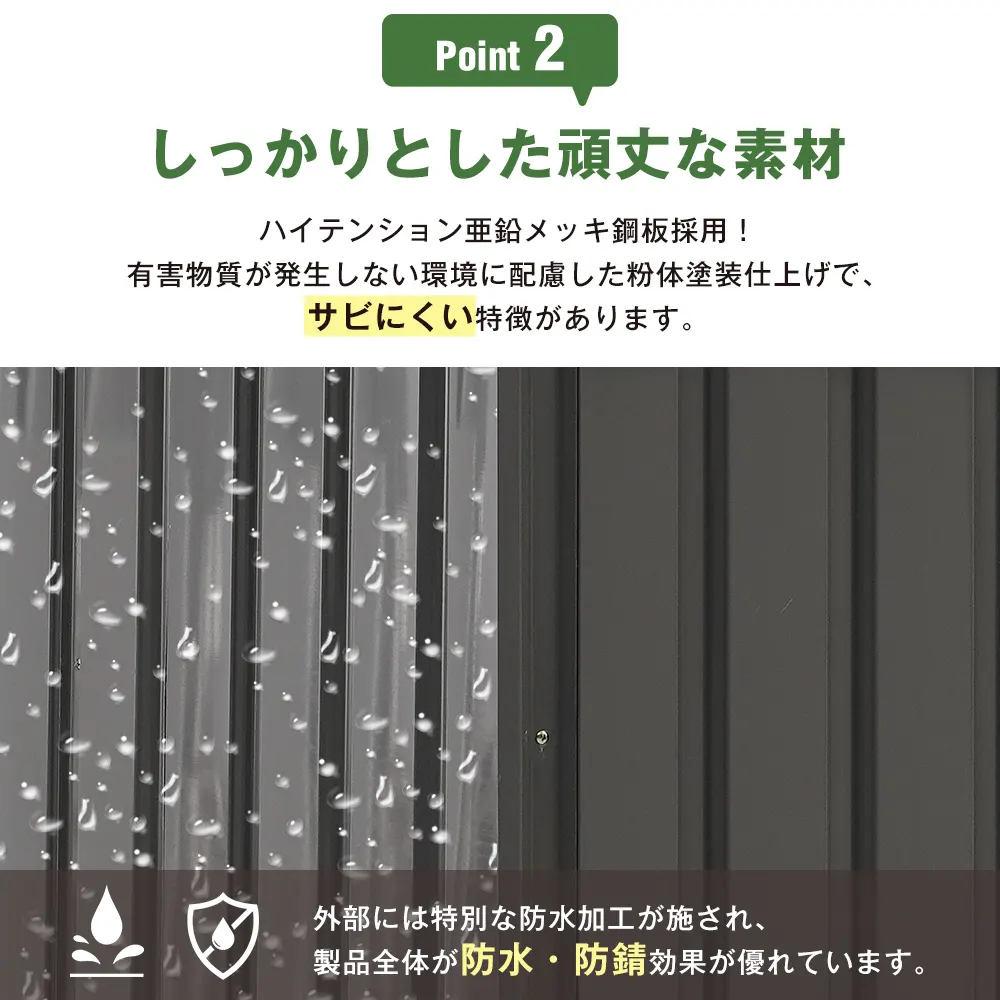 Point 2
しっかりとした頑丈な素材
ハイテンション亜鉛メッキ鋼板採用！
有害物質が発生しない環境に配慮した粉体塗装仕上げで、
サビにくい特徴があります。
外部には特別な防水加工が施され、
製品全体が防水・防錆効果が優れています。